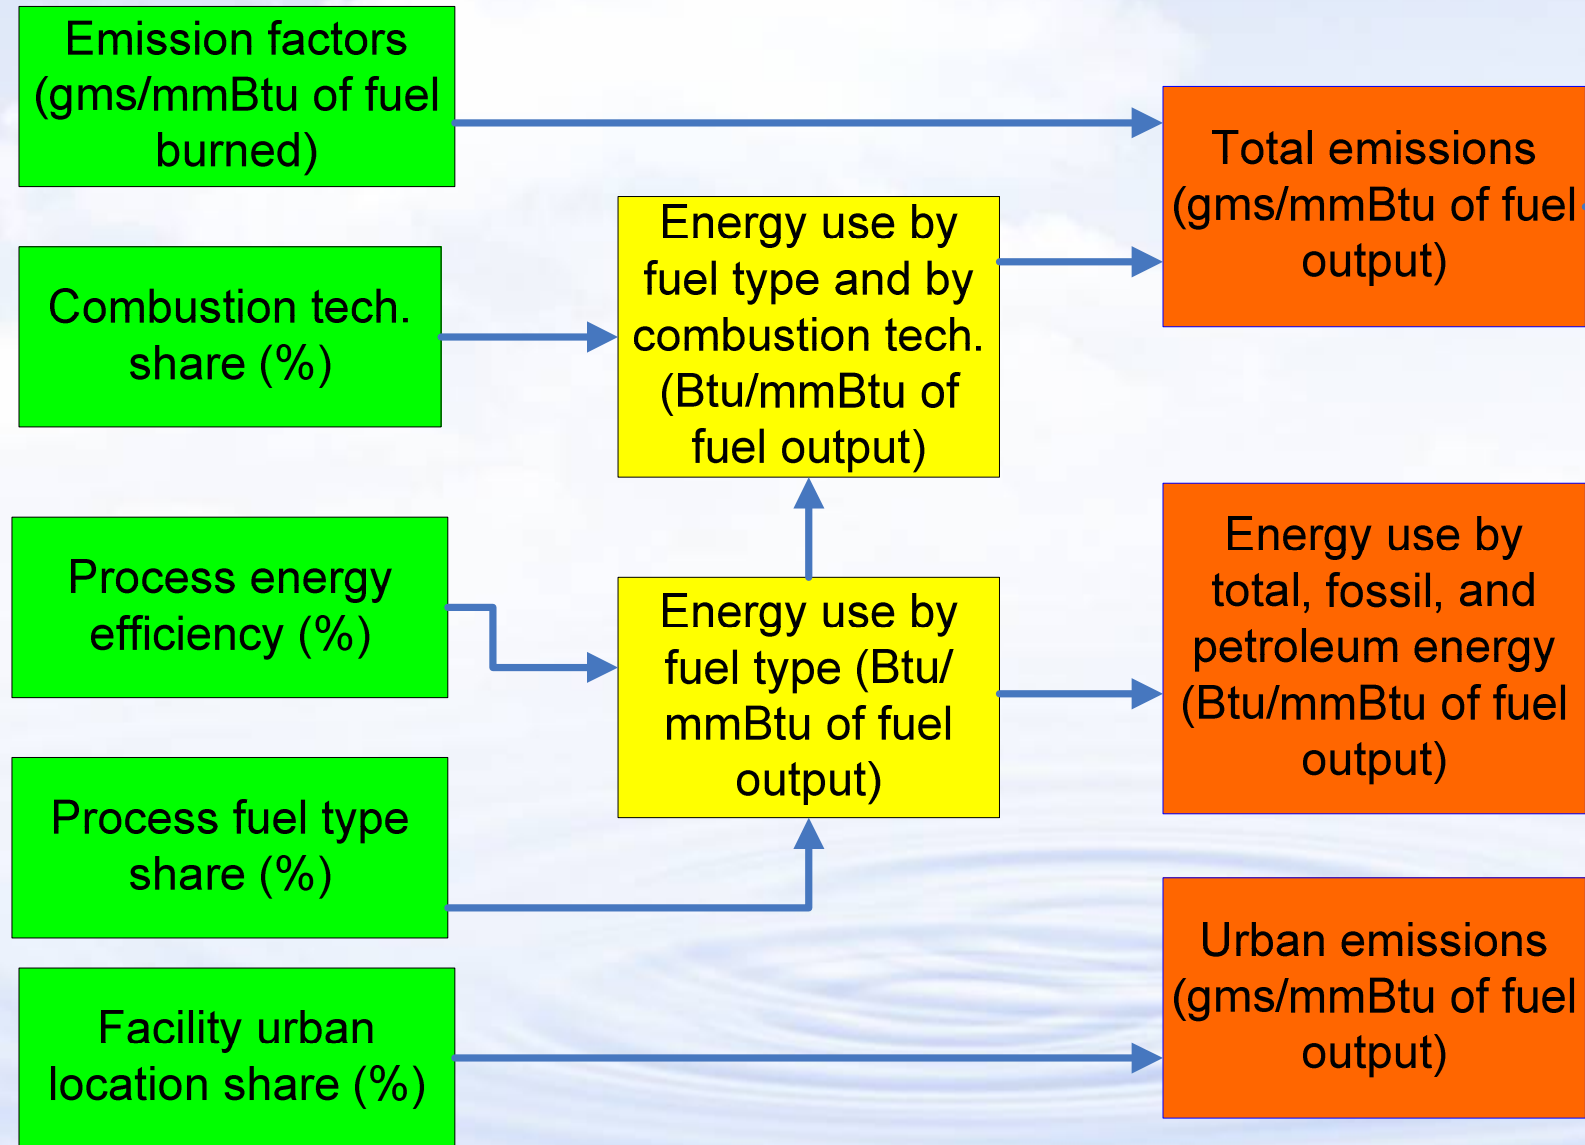 Emission factors
(gms/mmBtu of fuel
burned)
Combustion tech.
share (%)
Process energy
efficiency (%)
Process fuel type
share (%)
Facility urban
location share (%)
Energy use by
fuel type and by
combustion tech.
(Btu/mmBtu of
fuel output)
Energy use by
fuel type (Btu/
mmBtu of fuel
output)
Total emissions
(gms/mmBtu of fuel
output)
Energy use by
total, fossil, and
petroleum energy
(Btu/mmBtu of fuel
output)
Urban emissions
(gms/mmBtu of fuel
output)